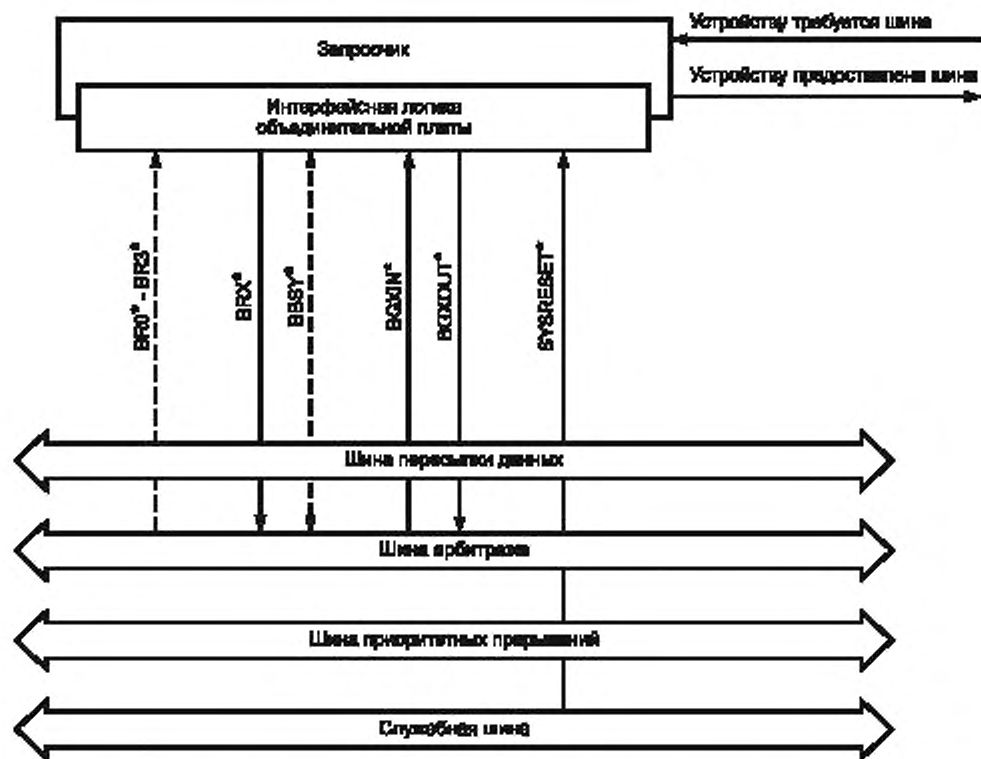 Устройству требуется шина
Запросчик
Устройству предоставлена шина
Интерфейсная логика
объединительной платы
BR0* - BR3*
BRX*
BBSY*
BGXIN*
BGXOUT*
SYSRESET*
Шина пересылки данных
Шина арбитража
Шина приоритетных прерываний
Служебная шина